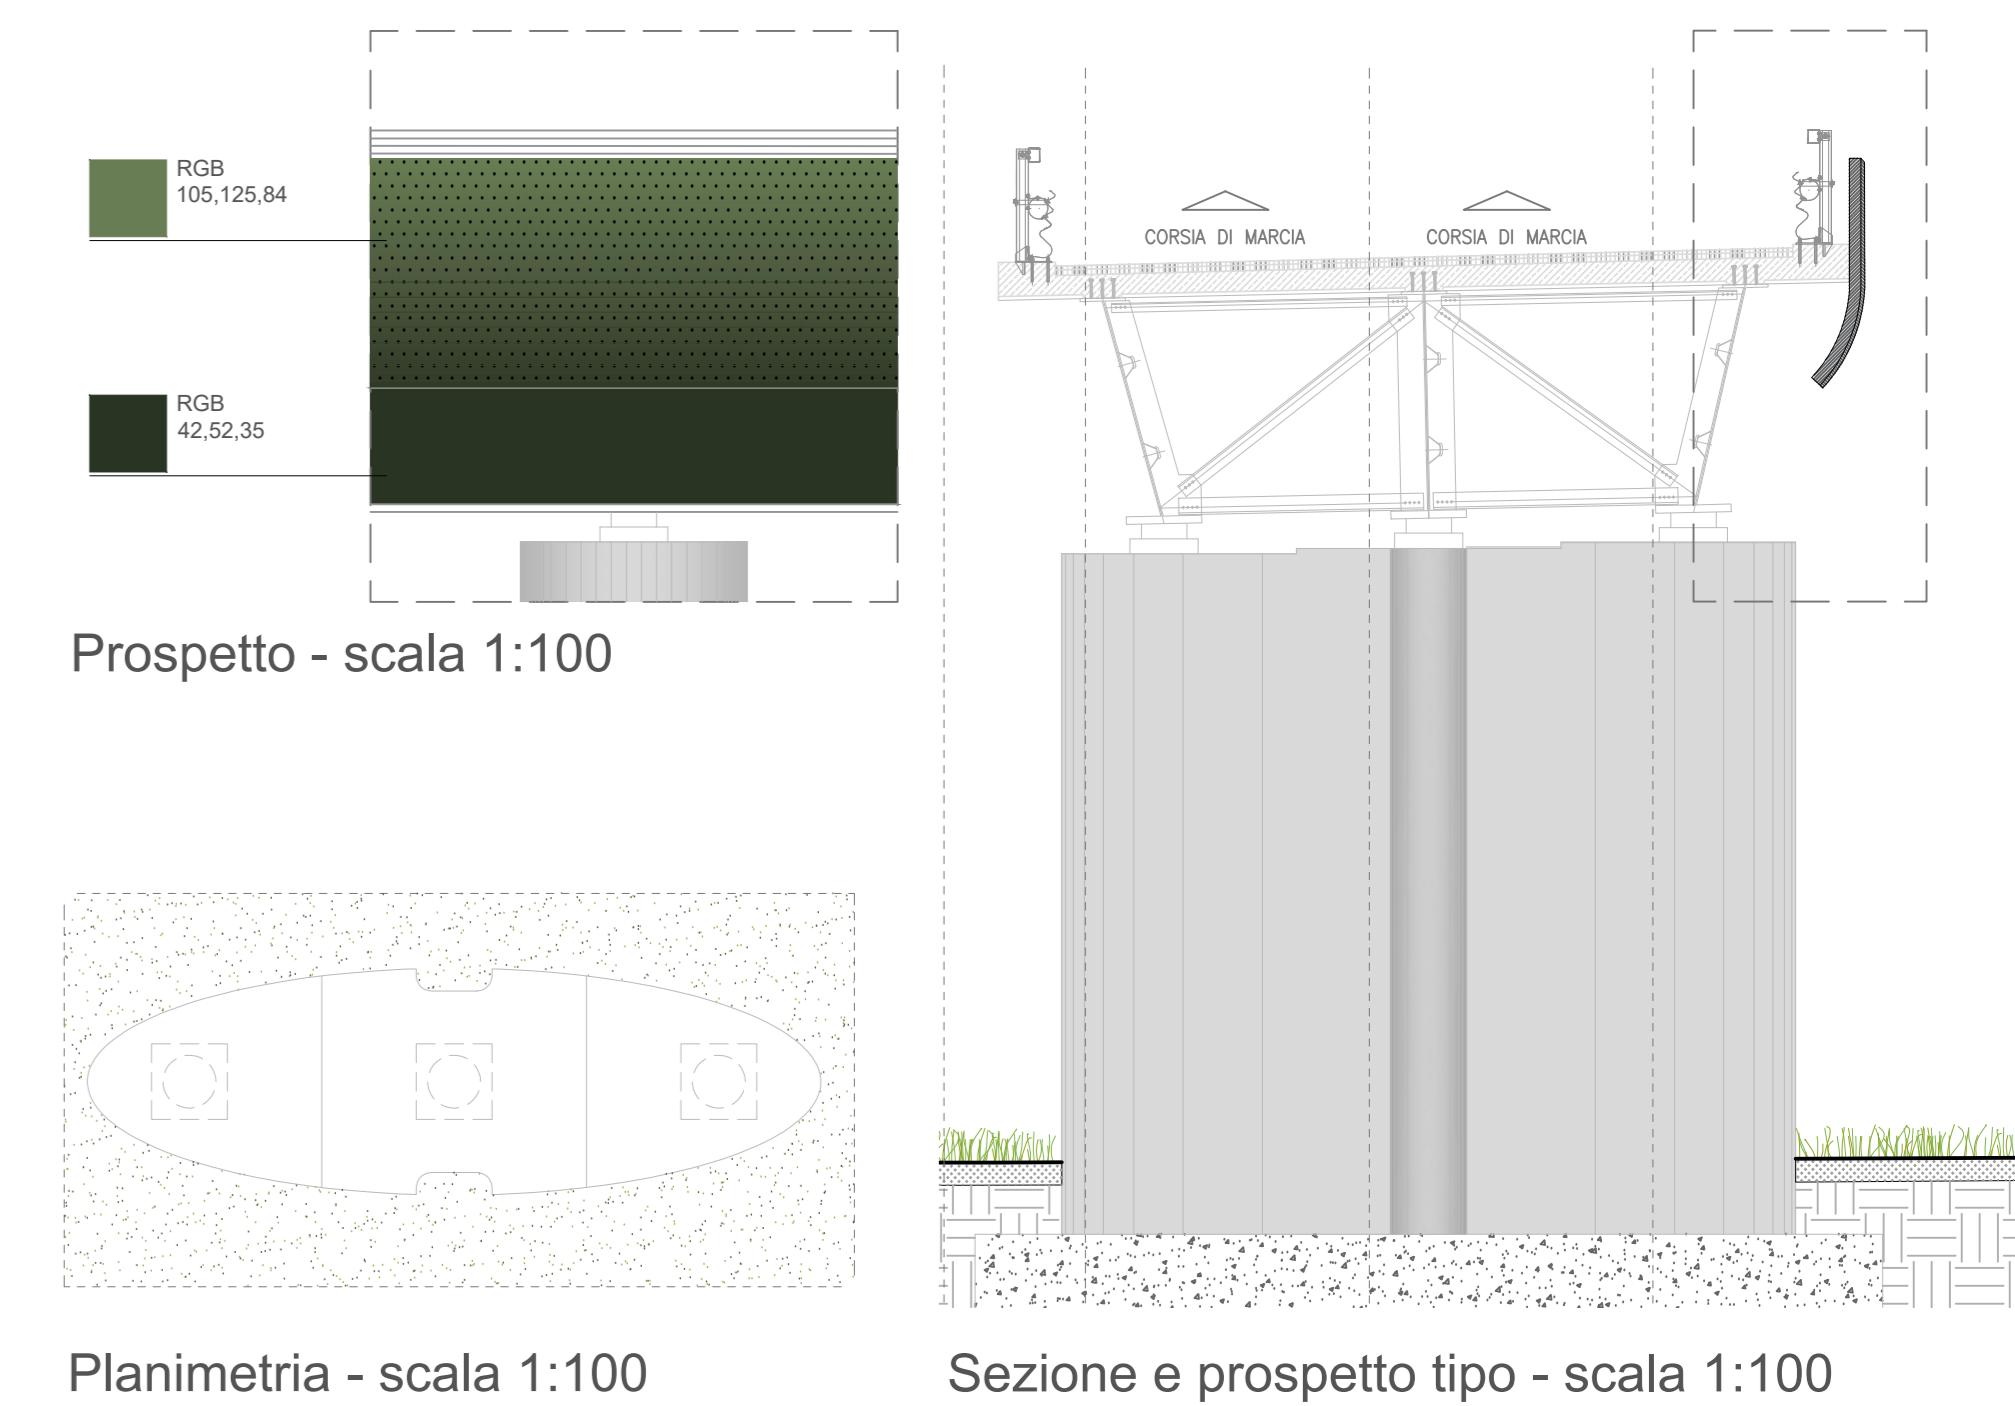 RGB
105,125,84
RGB
42,52,35
Prospetto - scala 1:100
CORSIA DI MARCIA
CORSIA DI MARCIA
Planimetria - scala 1:100
Sezione e prospetto tipo - scala 1:100